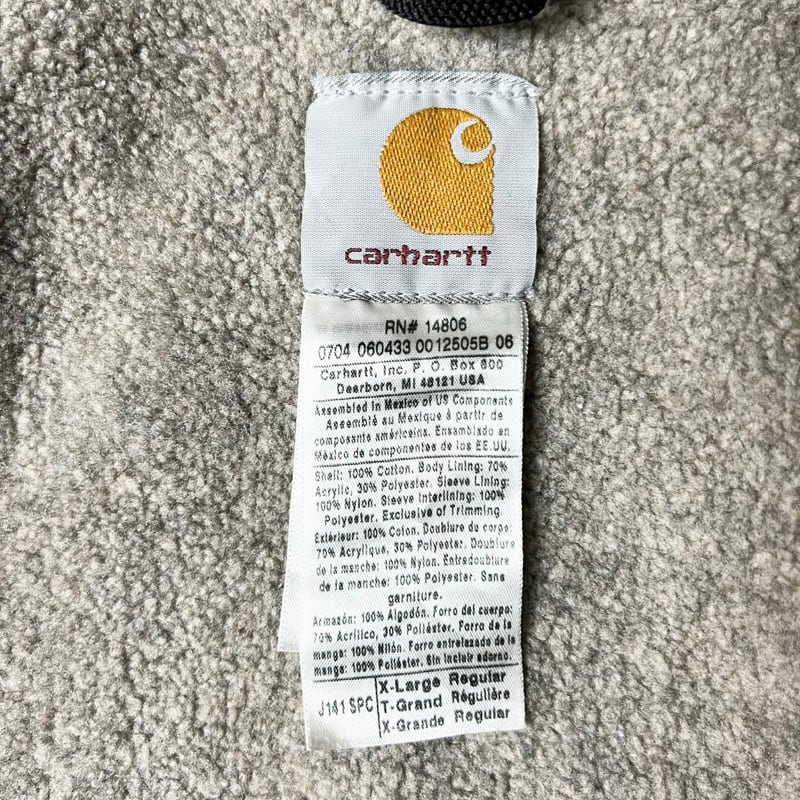 carhartt
RN# 14806
0704 060433 0012505B 06
Carhartt, Inc. P. O. Box 600
Dearborn, MI 48121 USA
Assembled in Mexico of US Components
Assemblé au Mexique à partir de
composante américains. Ensamblado en
México de componentes de los EE.UU.
Shell: 100% Cotton. Body Lining: 70%
Acrylic, 30% Polyester. Sleeve Lining:
100% Nylon. Sleeve Interlining: 100%
Polyester. Exclusive of Trimming.
Extérieur: 100% Coton. Doublure du corps:
70% Acrylique, 30% Polyester. Doublure
de la manche: 100% Nylon. Entredoublure
de la manche: 100% Polyester. Sans
garniture.
Armazón: 100% Algodón. Forro del cuerpo:
70% Acrílico, 30% Poliéster. Forro de la
manga: 100% Nilón. Forro entrelazado de la
manga: 100% Poliéster. Sin incluir adorno.
J141 SPC
X-Large Regular
T-Grand Régulière
X-Grande Regular